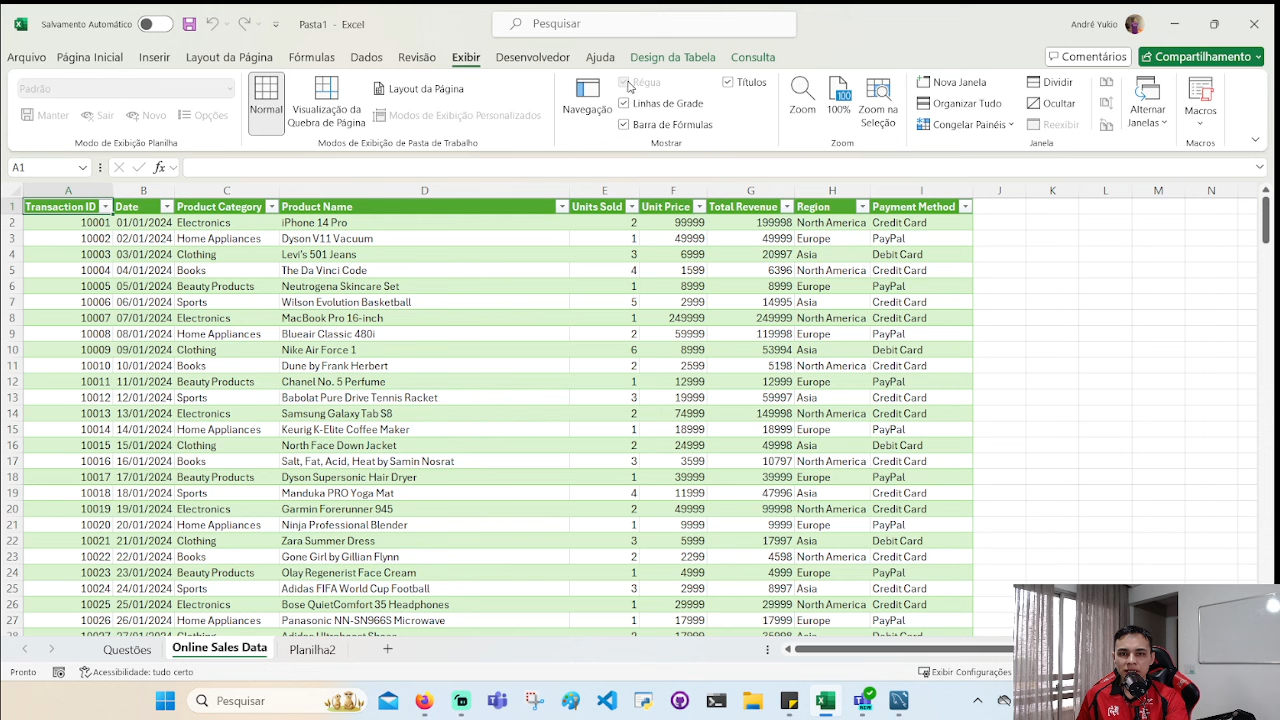 Salvamento Automático
Pasta1 - Excel
Pesquisar
André Yukio
Arquivo Página Inicial Inserir Layout da Página Fórmulas Dados Revisão Exibir Desenvolvedor Ajuda Design da Tabela Consulta
Comentários Compartilhamento
Padrão
Manter Sair Novo Opções
Modo de Exibição Planilha
Normal
Visualização da Quebra de Página
Layout da Página
Modos de Exibição Personalizados
Modos de Exibição de Pasta de Trabalho
Navegação
Régua
Linhas de Grade
Barra de Fórmulas
Títulos
Mostrar
Zoom 100% Zoom na Seleção
Zoom
Nova Janela
Organizar Tudo
Congelar Painéis
Dividir
Ocultar
Reexibir
Alternar Janelas
Janela
Macros
Macros
A1 fx
A B C D E F G H I J K L M N
1 Transaction ID Date Product Category Product Name Units Sold Unit Price Total Revenue Region Payment Method
2 10001 01/01/2024 Electronics iPhone 14 Pro 2 99999 199998 North America Credit Card
3 10002 02/01/2024 Home Appliances Dyson V11 Vacuum 1 49999 49999 Europe PayPal
4 10003 03/01/2024 Clothing Levi's 501 Jeans 3 6999 20997 Asia Debit Card
5 10004 04/01/2024 Books The Da Vinci Code 4 1599 6396 North America Credit Card
6 10005 05/01/2024 Beauty Products Neutrogena Skincare Set 1 8999 8999 Europe PayPal
7 10006 06/01/2024 Sports Wilson Evolution Basketball 5 2999 14995 Asia Credit Card
8 10007 07/01/2024 Electronics MacBook Pro 16-inch 1 249999 249999 North America Credit Card
9 10008 08/01/2024 Home Appliances Blueair Classic 480i 2 59999 119998 Europe PayPal
10 10009 09/01/2024 Clothing Nike Air Force 1 6 8999 53994 Asia Debit Card
11 10010 10/01/2024 Books Dune by Frank Herbert 2 2599 5198 North America Credit Card
12 10011 11/01/2024 Beauty Products Chanel No. 5 Perfume 1 12999 12999 Europe PayPal
13 10012 12/01/2024 Sports Babolat Pure Drive Tennis Racket 3 19999 59997 Asia Credit Card
14 10013 13/01/2024 Electronics Samsung Galaxy Tab S8 2 74999 149998 North America Credit Card
15 10014 14/01/2024 Home Appliances Keurig K-Elite Coffee Maker 1 18999 18999 Europe PayPal
16 10015 15/01/2024 Clothing North Face Down Jacket 2 24999 49998 Asia Debit Card
17 10016 16/01/2024 Books Salt, Fat, Acid, Heat by Samin Nosrat 3 3599 10797 North America Credit Card
18 10017 17/01/2024 Beauty Products Dyson Supersonic Hair Dryer 1 39999 39999 Europe PayPal
19 10018 18/01/2024 Sports Manduka PRO Yoga Mat 4 11999 47996 Asia Credit Card
20 10019 19/01/2024 Electronics Garmin Forerunner 945 2 49999 99998 North America Credit Card
21 10020 20/01/2024 Home Appliances Ninja Professional Blender 1 9999 9999 Europe PayPal
22 10021 21/01/2024 Clothing Zara Summer Dress 3 5999 17997 Asia Debit Card
23 10022 22/01/2024 Books Gone Girl by Gillian Flynn 2 2299 4598 North America Credit Card
24 10023 23/01/2024 Beauty Products Olay Regenerist Face Cream 1 4999 4999 Europe PayPal
25 10024 24/01/2024 Sports Adidas FIFA World Cup Football 3 2999 8997 Asia Credit Card
26 10025 25/01/2024 Electronics Bose QuietComfort 35 Headphones 1 29999 29999 North America
27 10026 26/01/2024 Home Appliances Panasonic NN-SN966S Microwave 1 17999 17999 Europe PayPal
Questões Online Sales Data Planilha2
Pronto
Acessibilidade: tudo certo
Exibir Configurações
Pesquisar